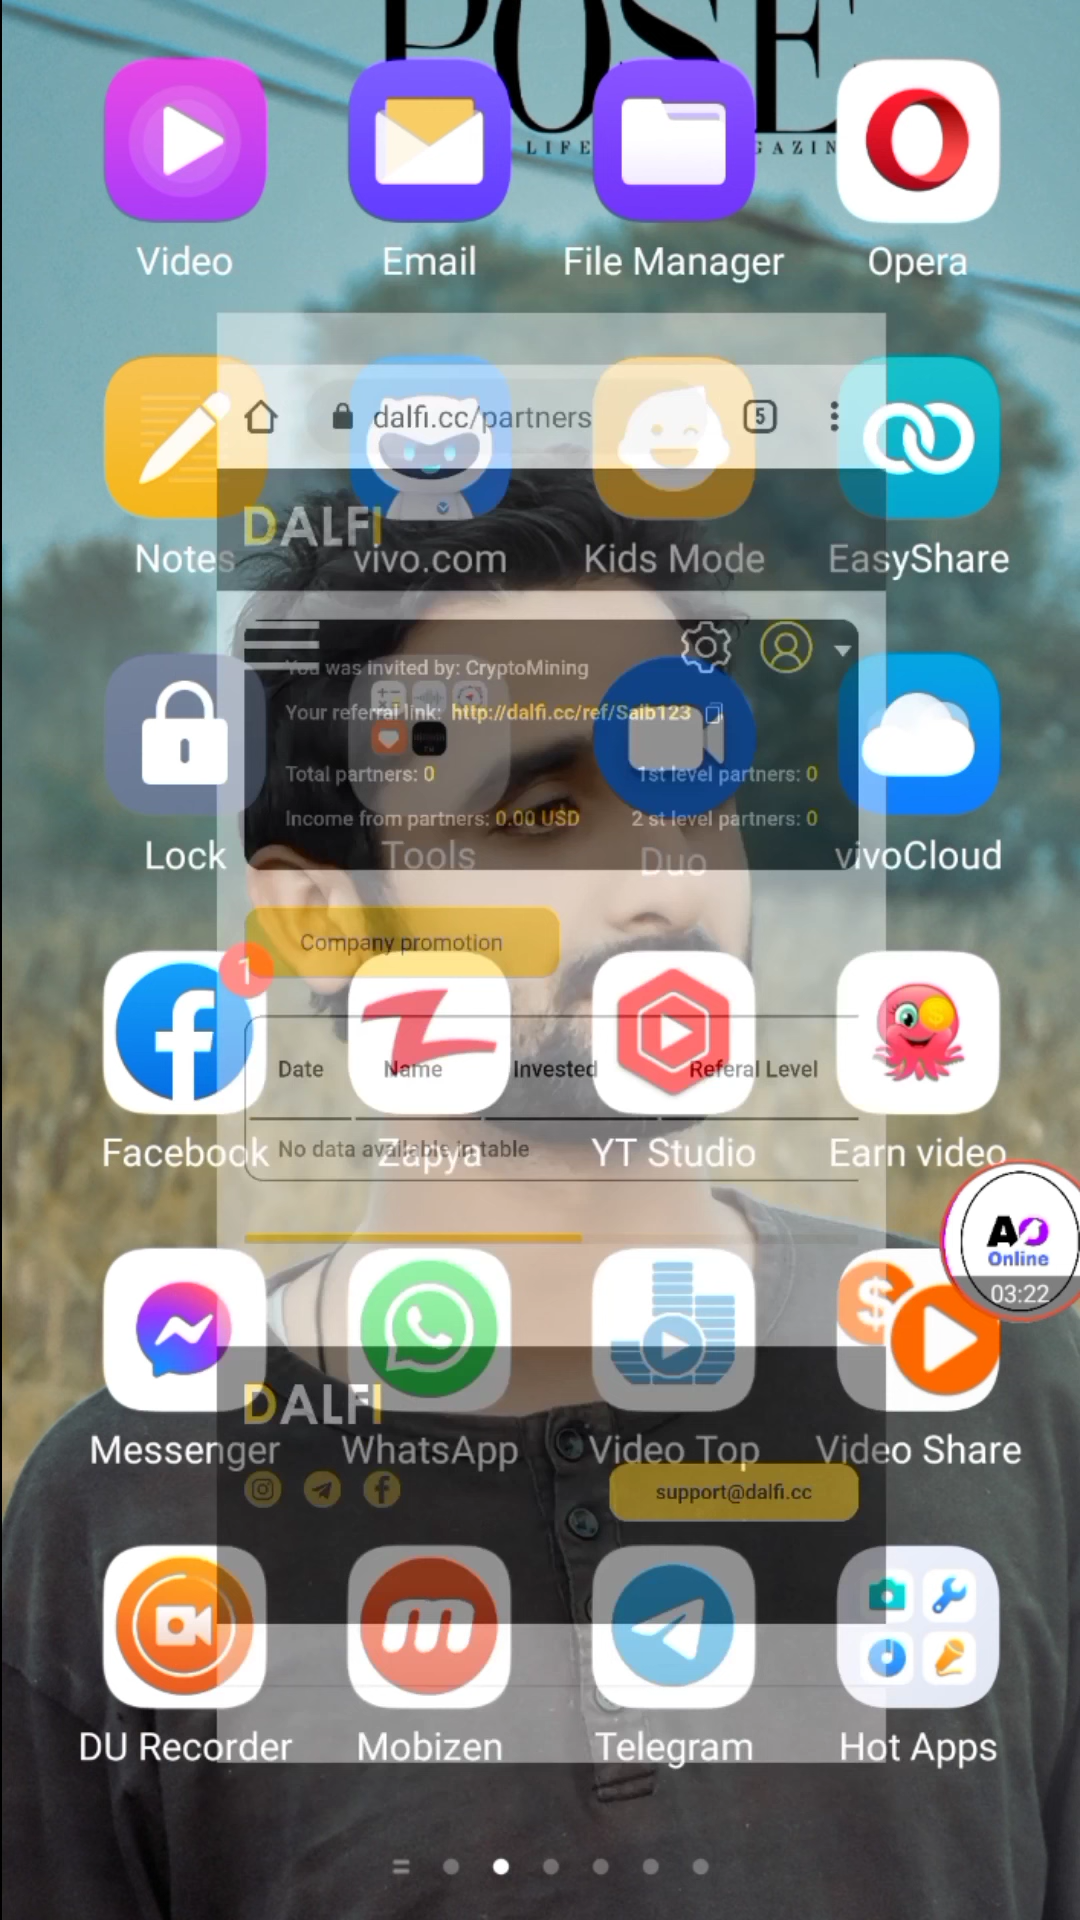 POSE
LIFE
GAZIN
Video
Email
File Manager
Opera
dalfi.cc/partners
5
DALFI
Notes
vivo.com
Kids Mode
EasyShare
You was invited by: CryptoMining
Your referral link: http://dalfi.cc/ref/Saib123
Total partners: 0
1st level partners: 0
Income from partners: 0.00 USD
2 st level partners: 0
Lock
Tools
Duo
vivoCloud
Company promotion
1
Date
Name
Invested
Referal Level
No data available in table
Facebook
Zapya
YT Studio
Earn video
AO
Online
03:22
DALFI
Messenger
WhatsApp
Video Top
Video Share
support@dalfi.cc
DU Recorder
Mobizen
Telegram
Hot Apps